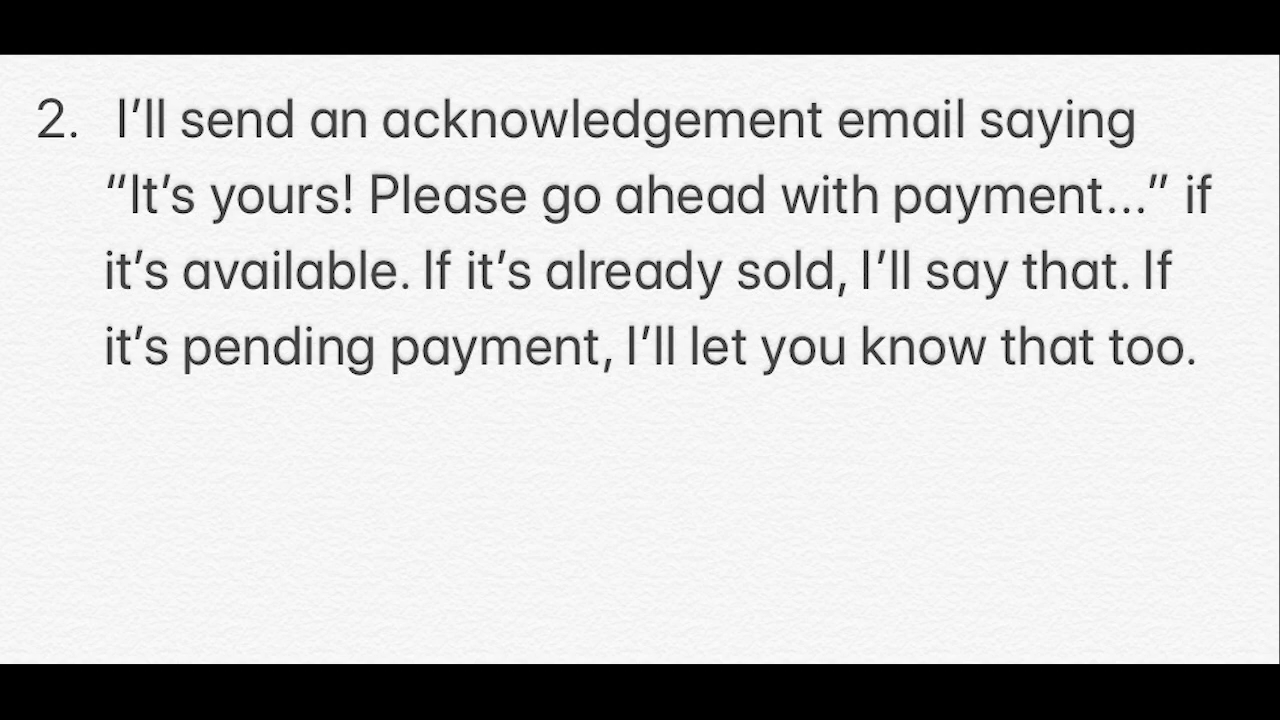 2. I’ll send an acknowledgement email saying
“It’s yours! Please go ahead with payment...” if
it’s available. If it’s already sold, I’ll say that. If
it’s pending payment, I’ll let you know that too.